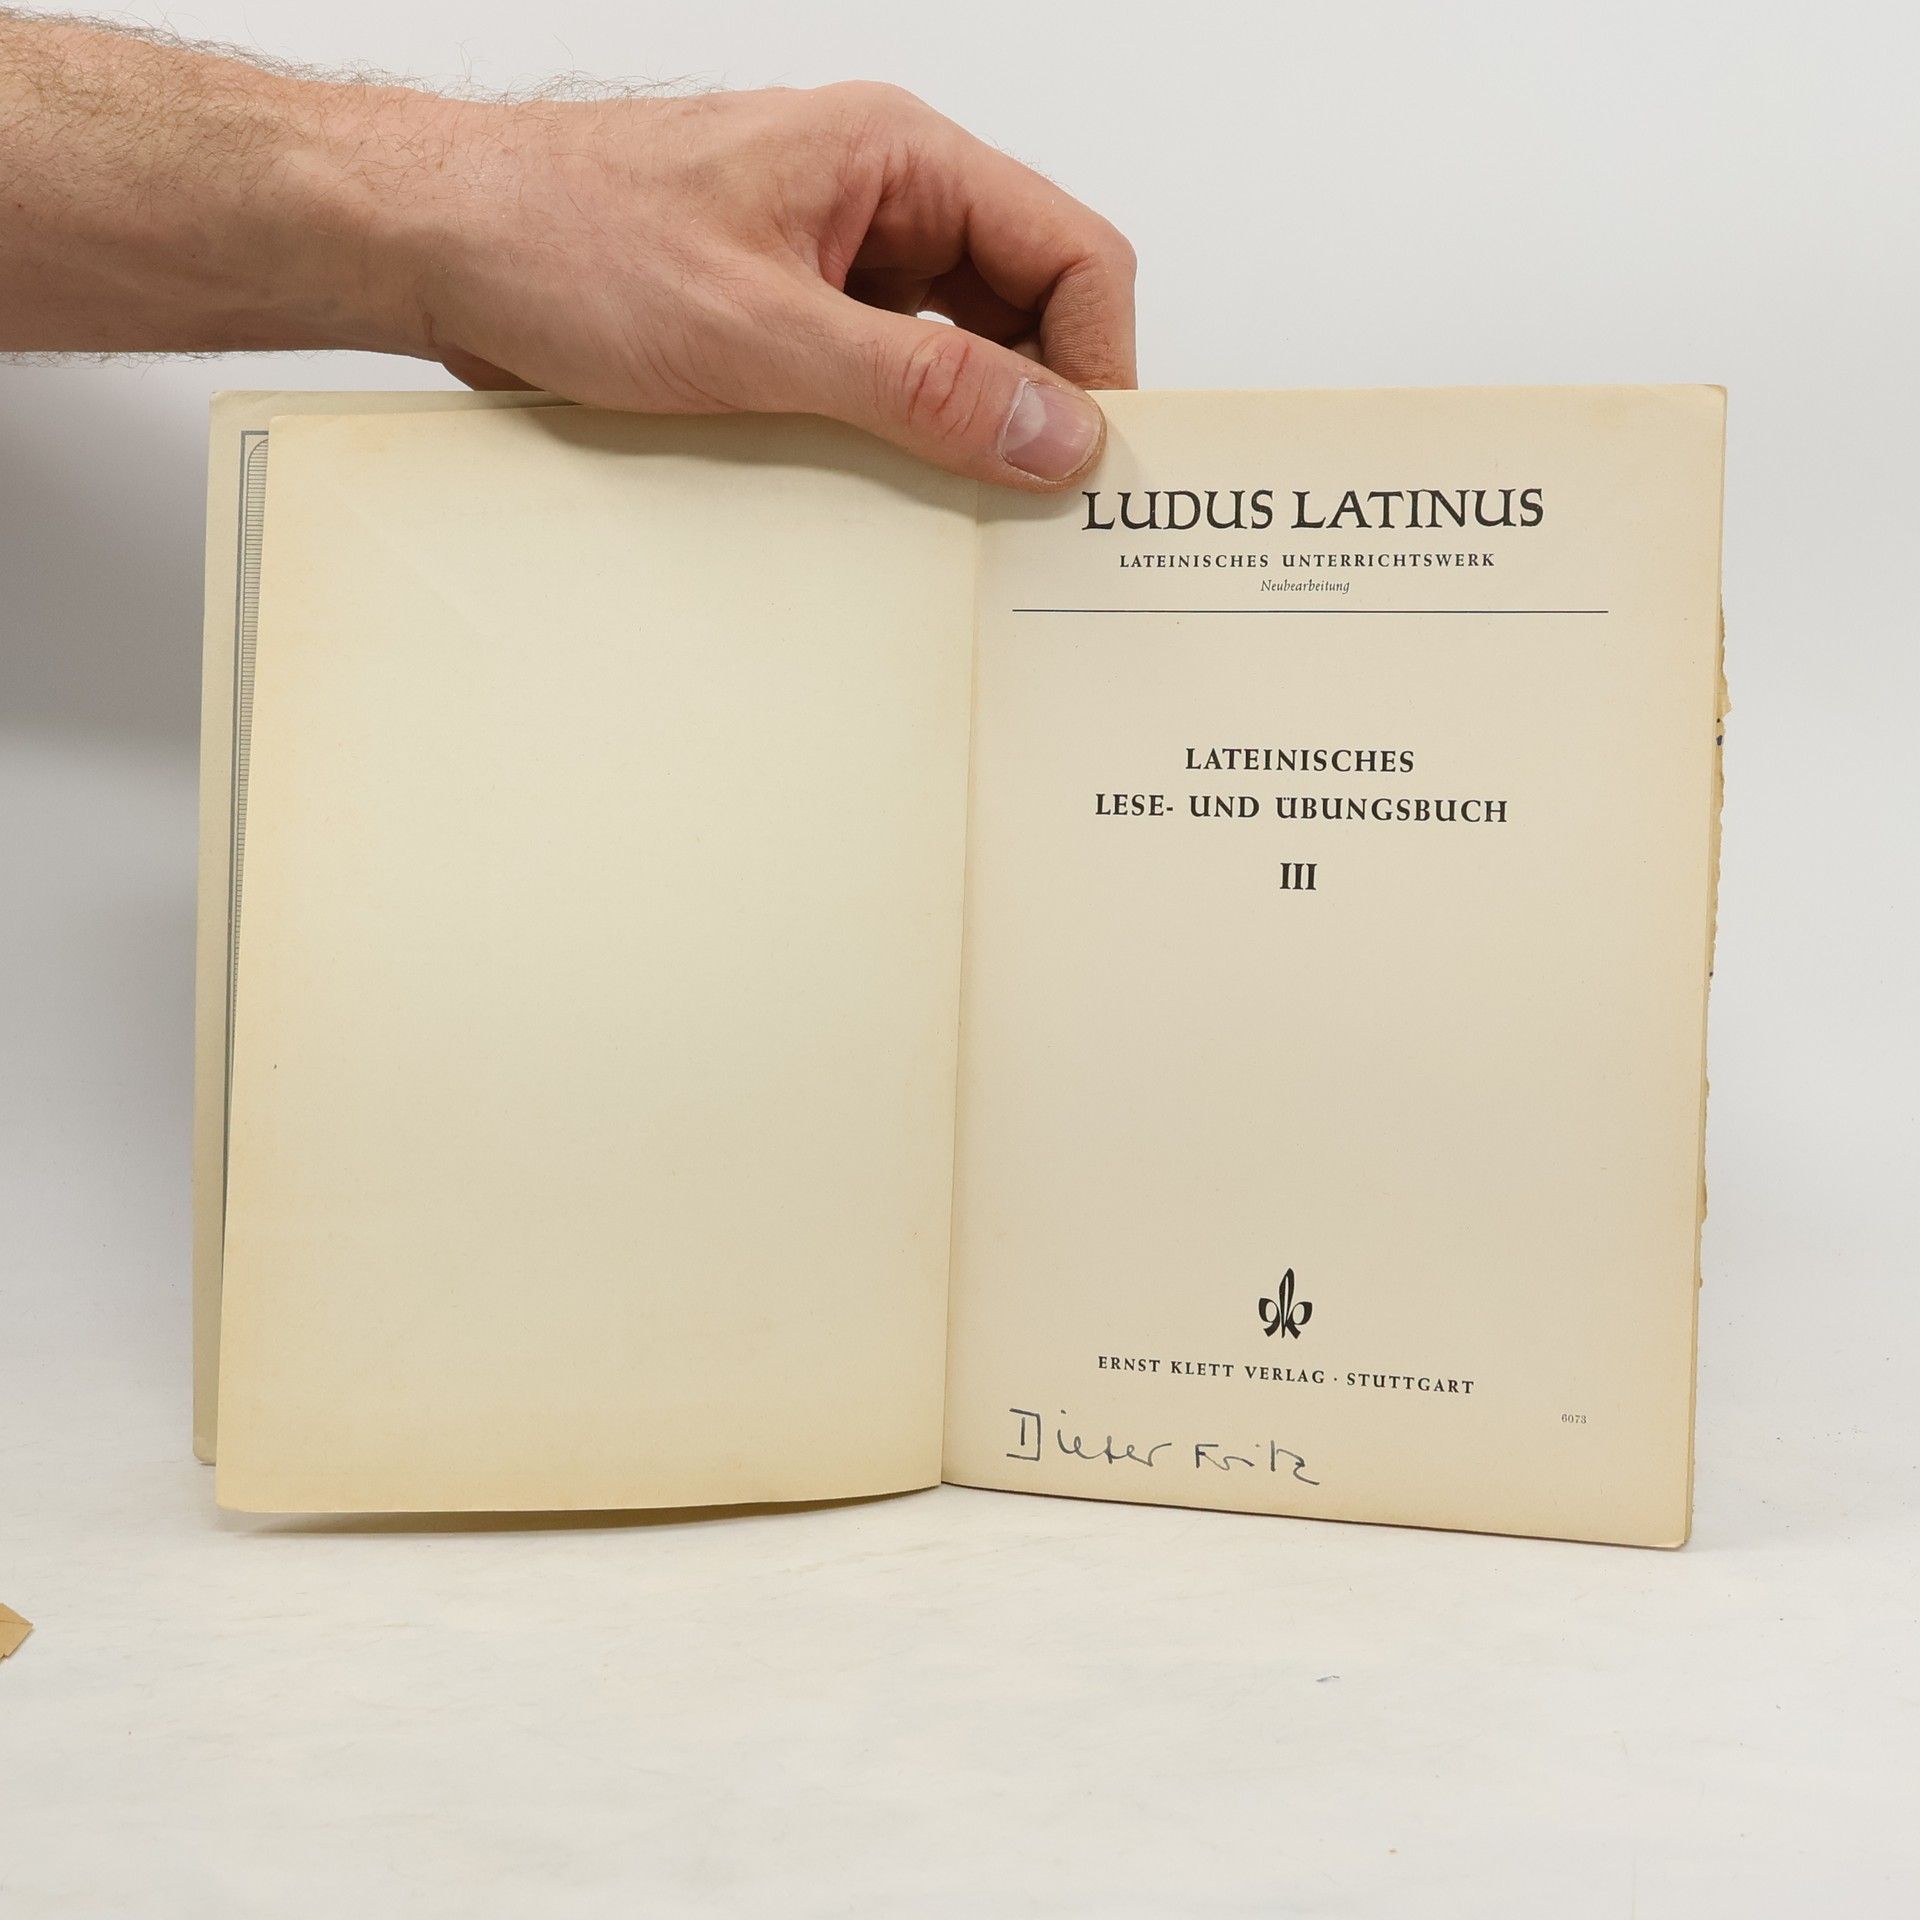 LUDUS LATINUS
LATEINISCHES UNTERRICHTSWERK
Neubearbeitung
LATEINISCHES
LESE- UND ÜBUNGSBUCH
III
ERNST KLETT VERLAG · STUTTGART
6073
Dieter Fritz